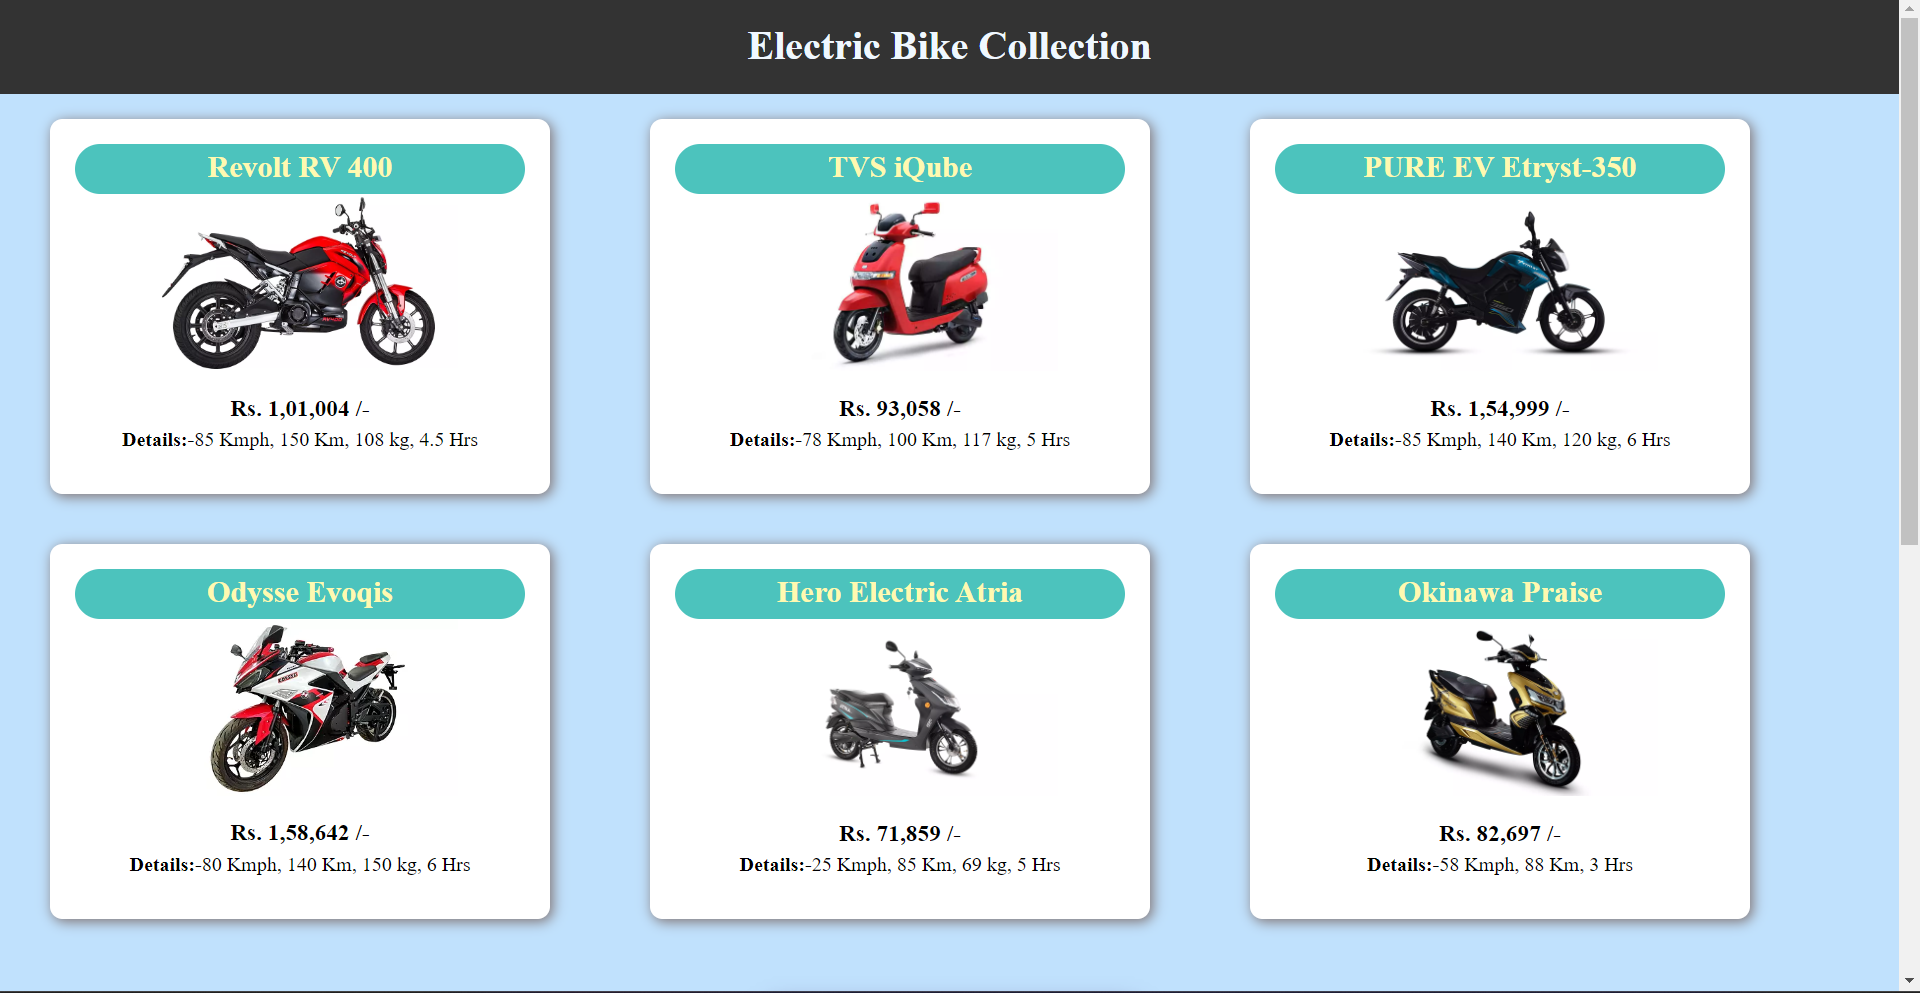 Electric Bike Collection
Revolt RV 400
TVS iQube
PURE EV Etryst-350
Rs. 1,01,004 /-
Details:-85 Kmph, 150 Km, 108 kg, 4.5 Hrs
Rs. 93,058 /-
Details:-78 Kmph, 100 Km, 117 kg, 5 Hrs
Rs. 1,54,999 /-
Details:-85 Kmph, 140 Km, 120 kg, 6 Hrs
Odysse Evoqis
Hero Electric Atria
Okinawa Praise
Rs. 1,58,642 /-
Details:-80 Kmph, 140 Km, 150 kg, 6 Hrs
Rs. 71,859 /-
Details:-25 Kmph, 85 Km, 69 kg, 5 Hrs
Rs. 82,697 /-
Details:-58 Kmph, 88 Km, 3 Hrs